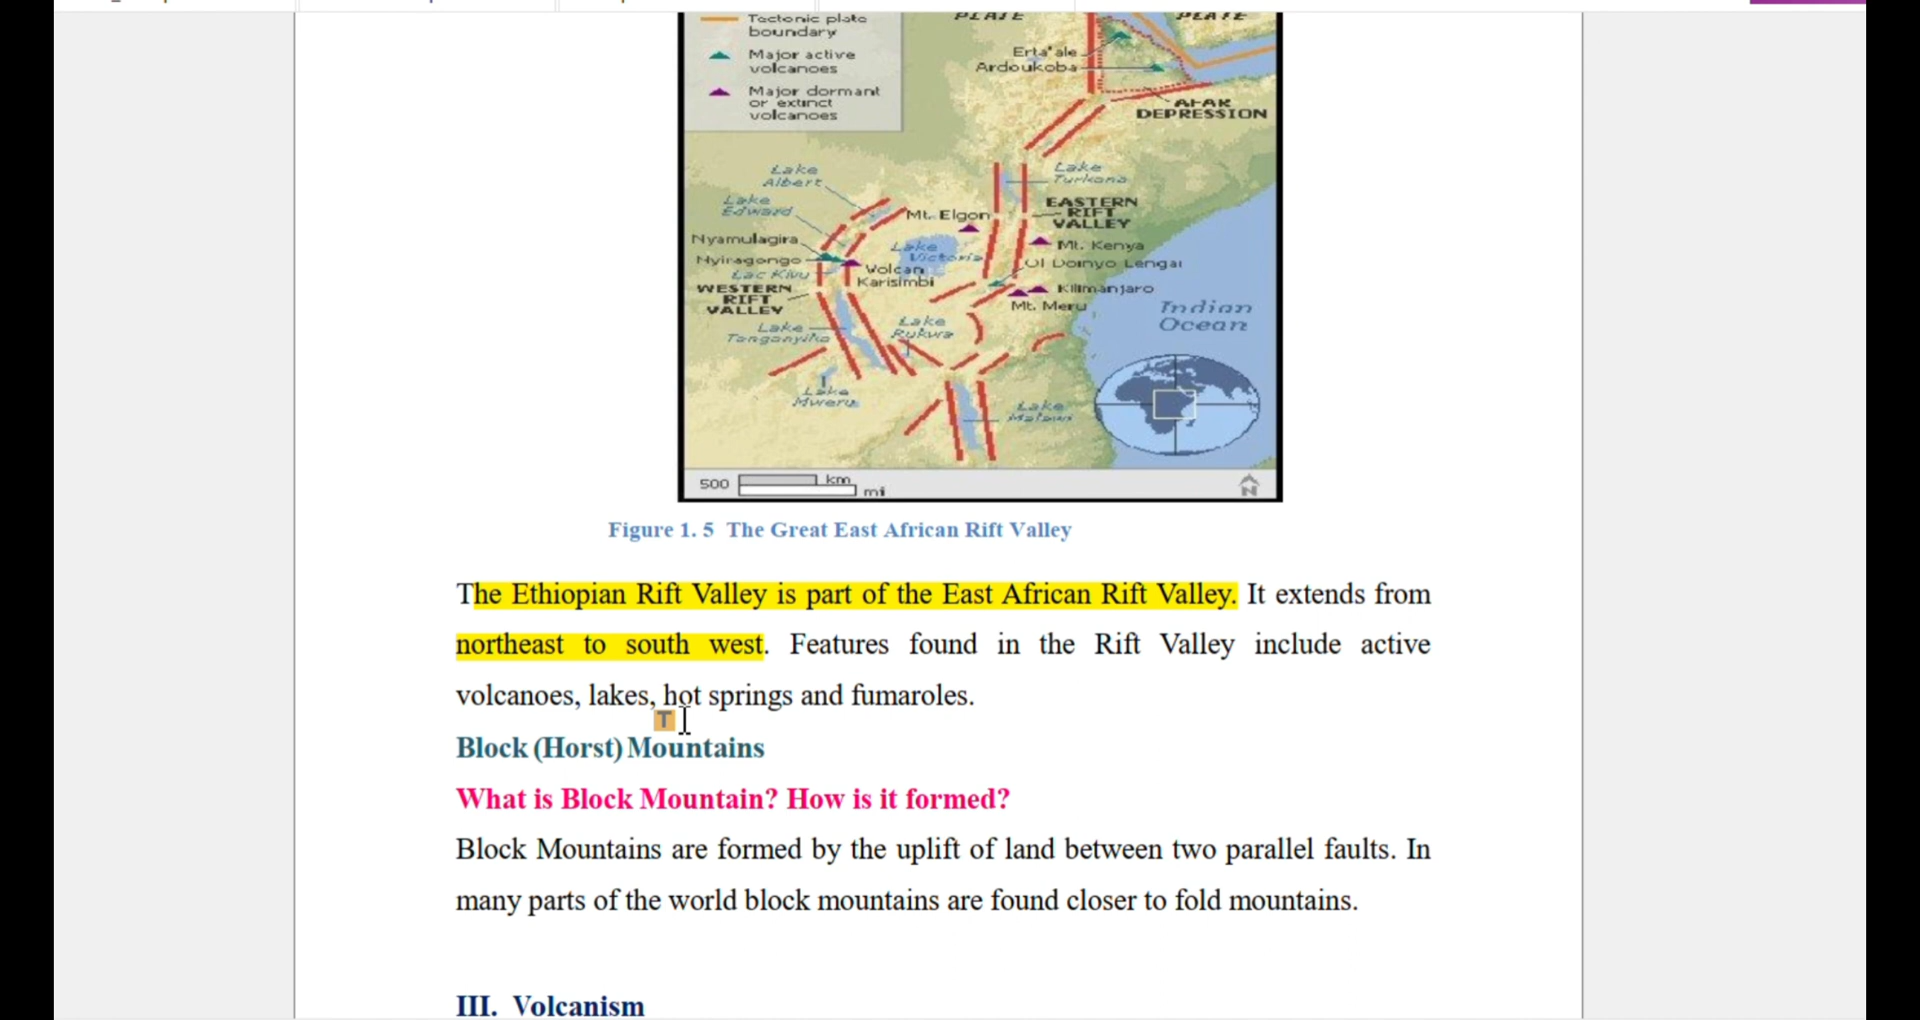 PLATE
PLATE
Tectonic plate
boundary
Major active
volcanoes
Major dormant
or extinct
volcanoes
Erta'ale
Ardoukoba
AFAR
DEPRESSION
Lake
Albert
Lake
Turkana
Lake
Edward
Mt. Elgon
EASTERN
RIFT
VALLEY
Nyamulagira
Lake
Victoria
Mt. Kenya
Nyiragongo
Ol Doinyo Lengai
Lac Kivu
Volcan
Karisimbi
WESTERN
RIFT
VALLEY
Kilimanjaro
Mt. Meru
Indian
Ocean
Lake
Tanganyika
Lake
Rukwa
Lake
Mweru
Lake
Malawi
500
km
mi
N
Figure 1. 5 The Great East African Rift Valley
The Ethiopian Rift Valley is part of the East African Rift Valley. It extends from
northeast to south west. Features found in the Rift Valley include active
volcanoes, lakes, hot springs and fumaroles.
T
Block (Horst) Mountains
What is Block Mountain? How is it formed?
Block Mountains are formed by the uplift of land between two parallel faults. In
many parts of the world block mountains are found closer to fold mountains.
III. Volcanism